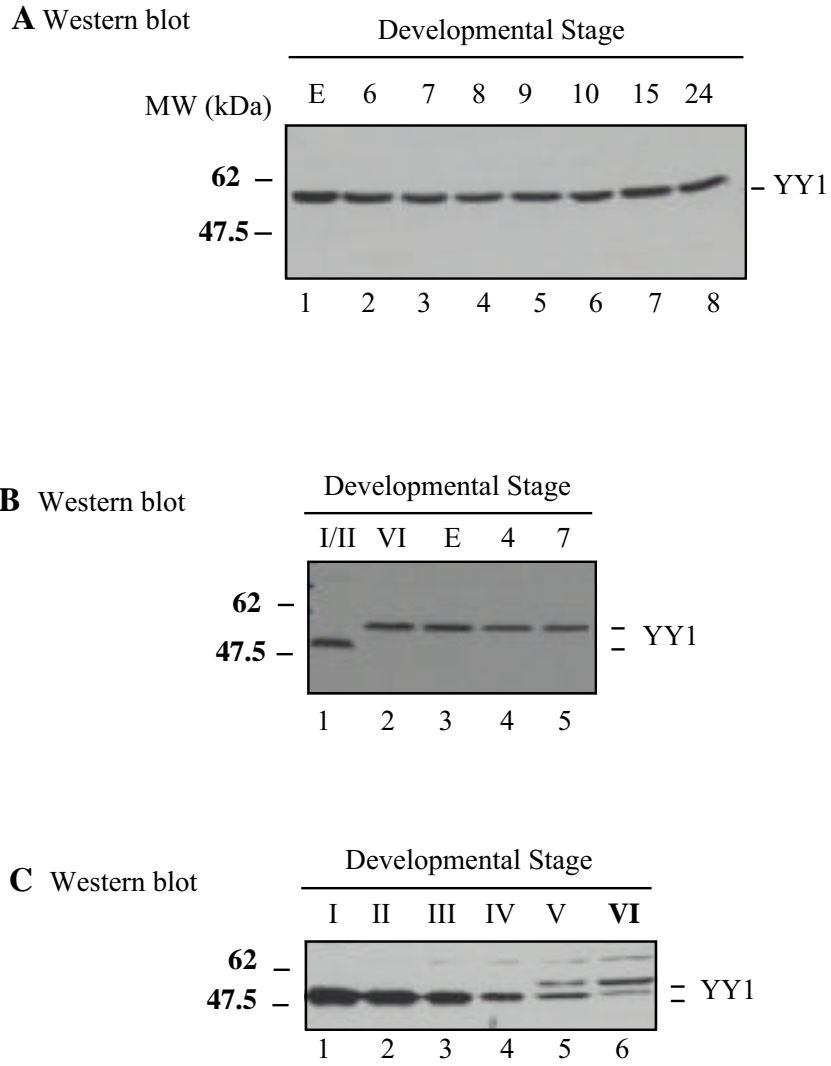 A Western blot
Developmental Stage
MW (kDa) E 6 7 8 9 10 15 24
62 –
– YY1
47.5 –
1 2 3 4 5 6 7 8
B Western blot
Developmental Stage
I/II VI E 4 7
62 –
– – YY1
47.5 –
1 2 3 4 5
C Western blot
Developmental Stage
I II III IV V VI
62 –
– – YY1
47.5 –
1 2 3 4 5 6